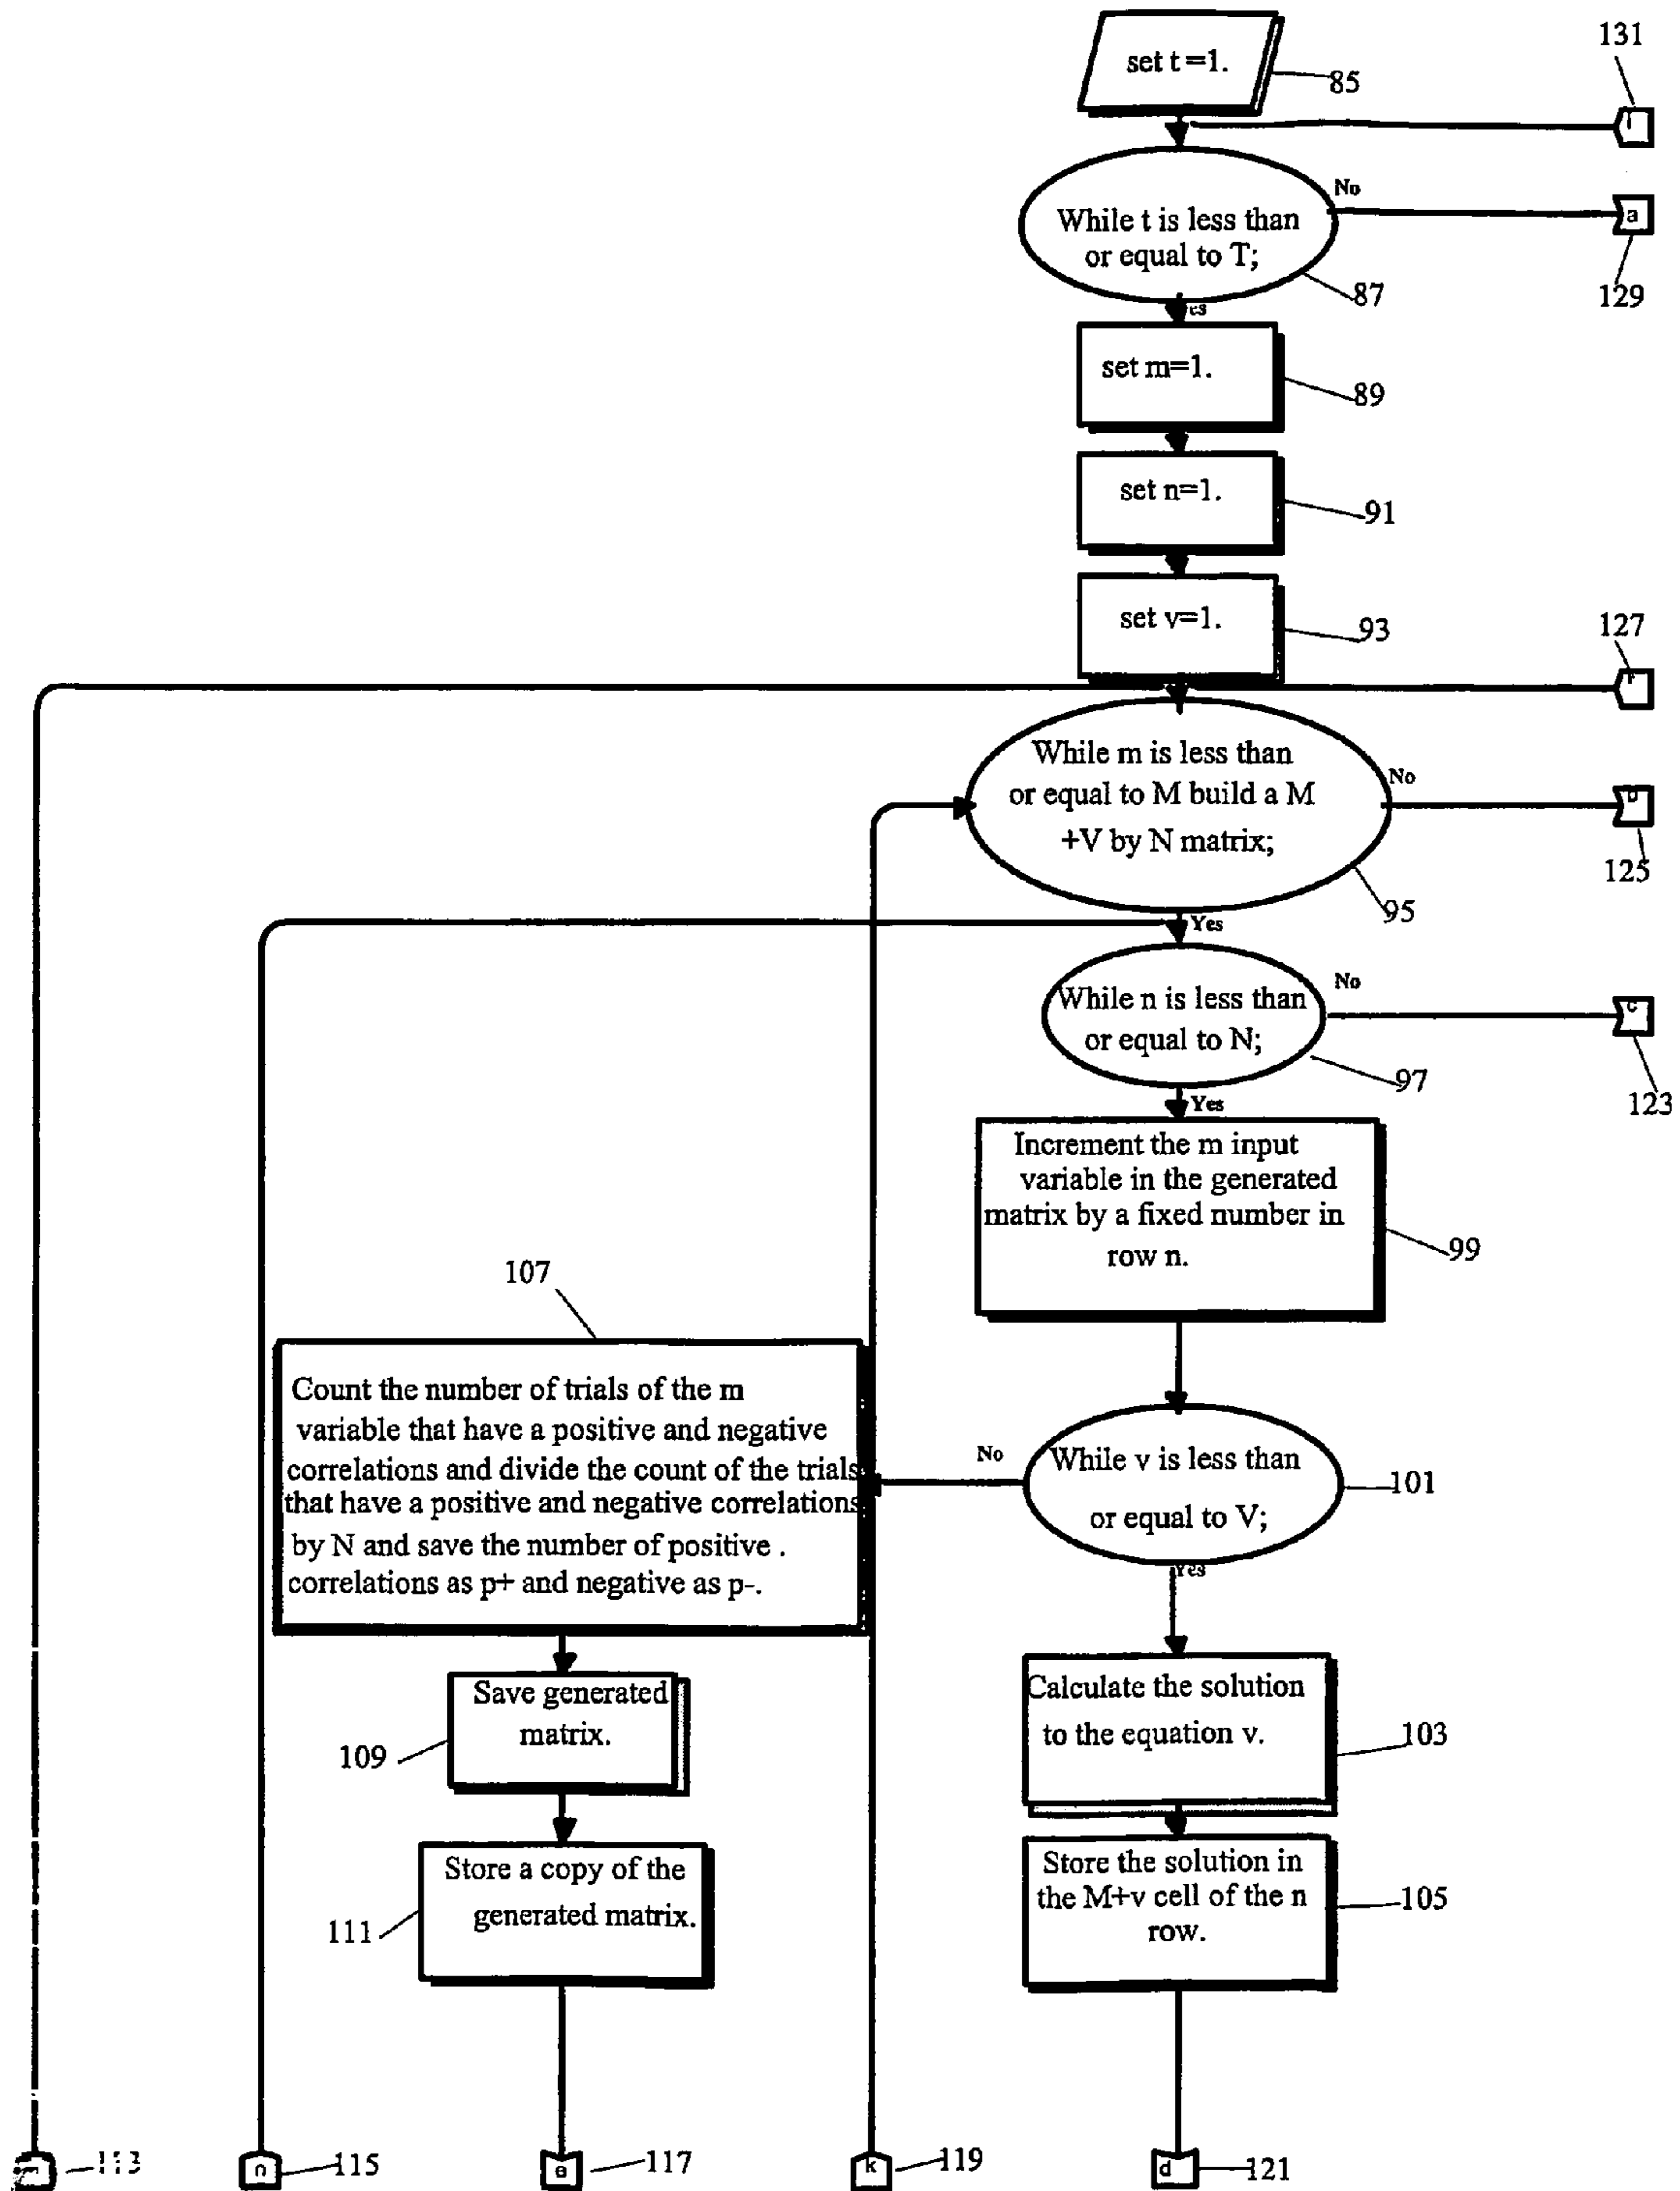 set t =1.
85
131
While t is less than
or equal to T;
No
a
129
87
set m=1.
89
set n=1.
91
set v=1.
93
127
While m is less than
or equal to M build a M
+V by N matrix;
No
125
95
Yes
While n is less than
or equal to N;
No
c
123
97
Yes
Increment the m input
variable in the generated
matrix by a fixed number in
row n.
99
107
Count the number of trials of the m
variable that have a positive and negative
correlations and divide the count of the trials
that have a positive and negative correlations
by N and save the number of positive .
correlations as p+ and negative as p-.
No
While v is less than
or equal to V;
101
Yes
Save generated
matrix.
109
Calculate the solution
to the equation v.
103
Store a copy of the
generated matrix.
111
Store the solution in
the M+v cell of the n
row.
105
113
n
115
e
117
k
119
d
121